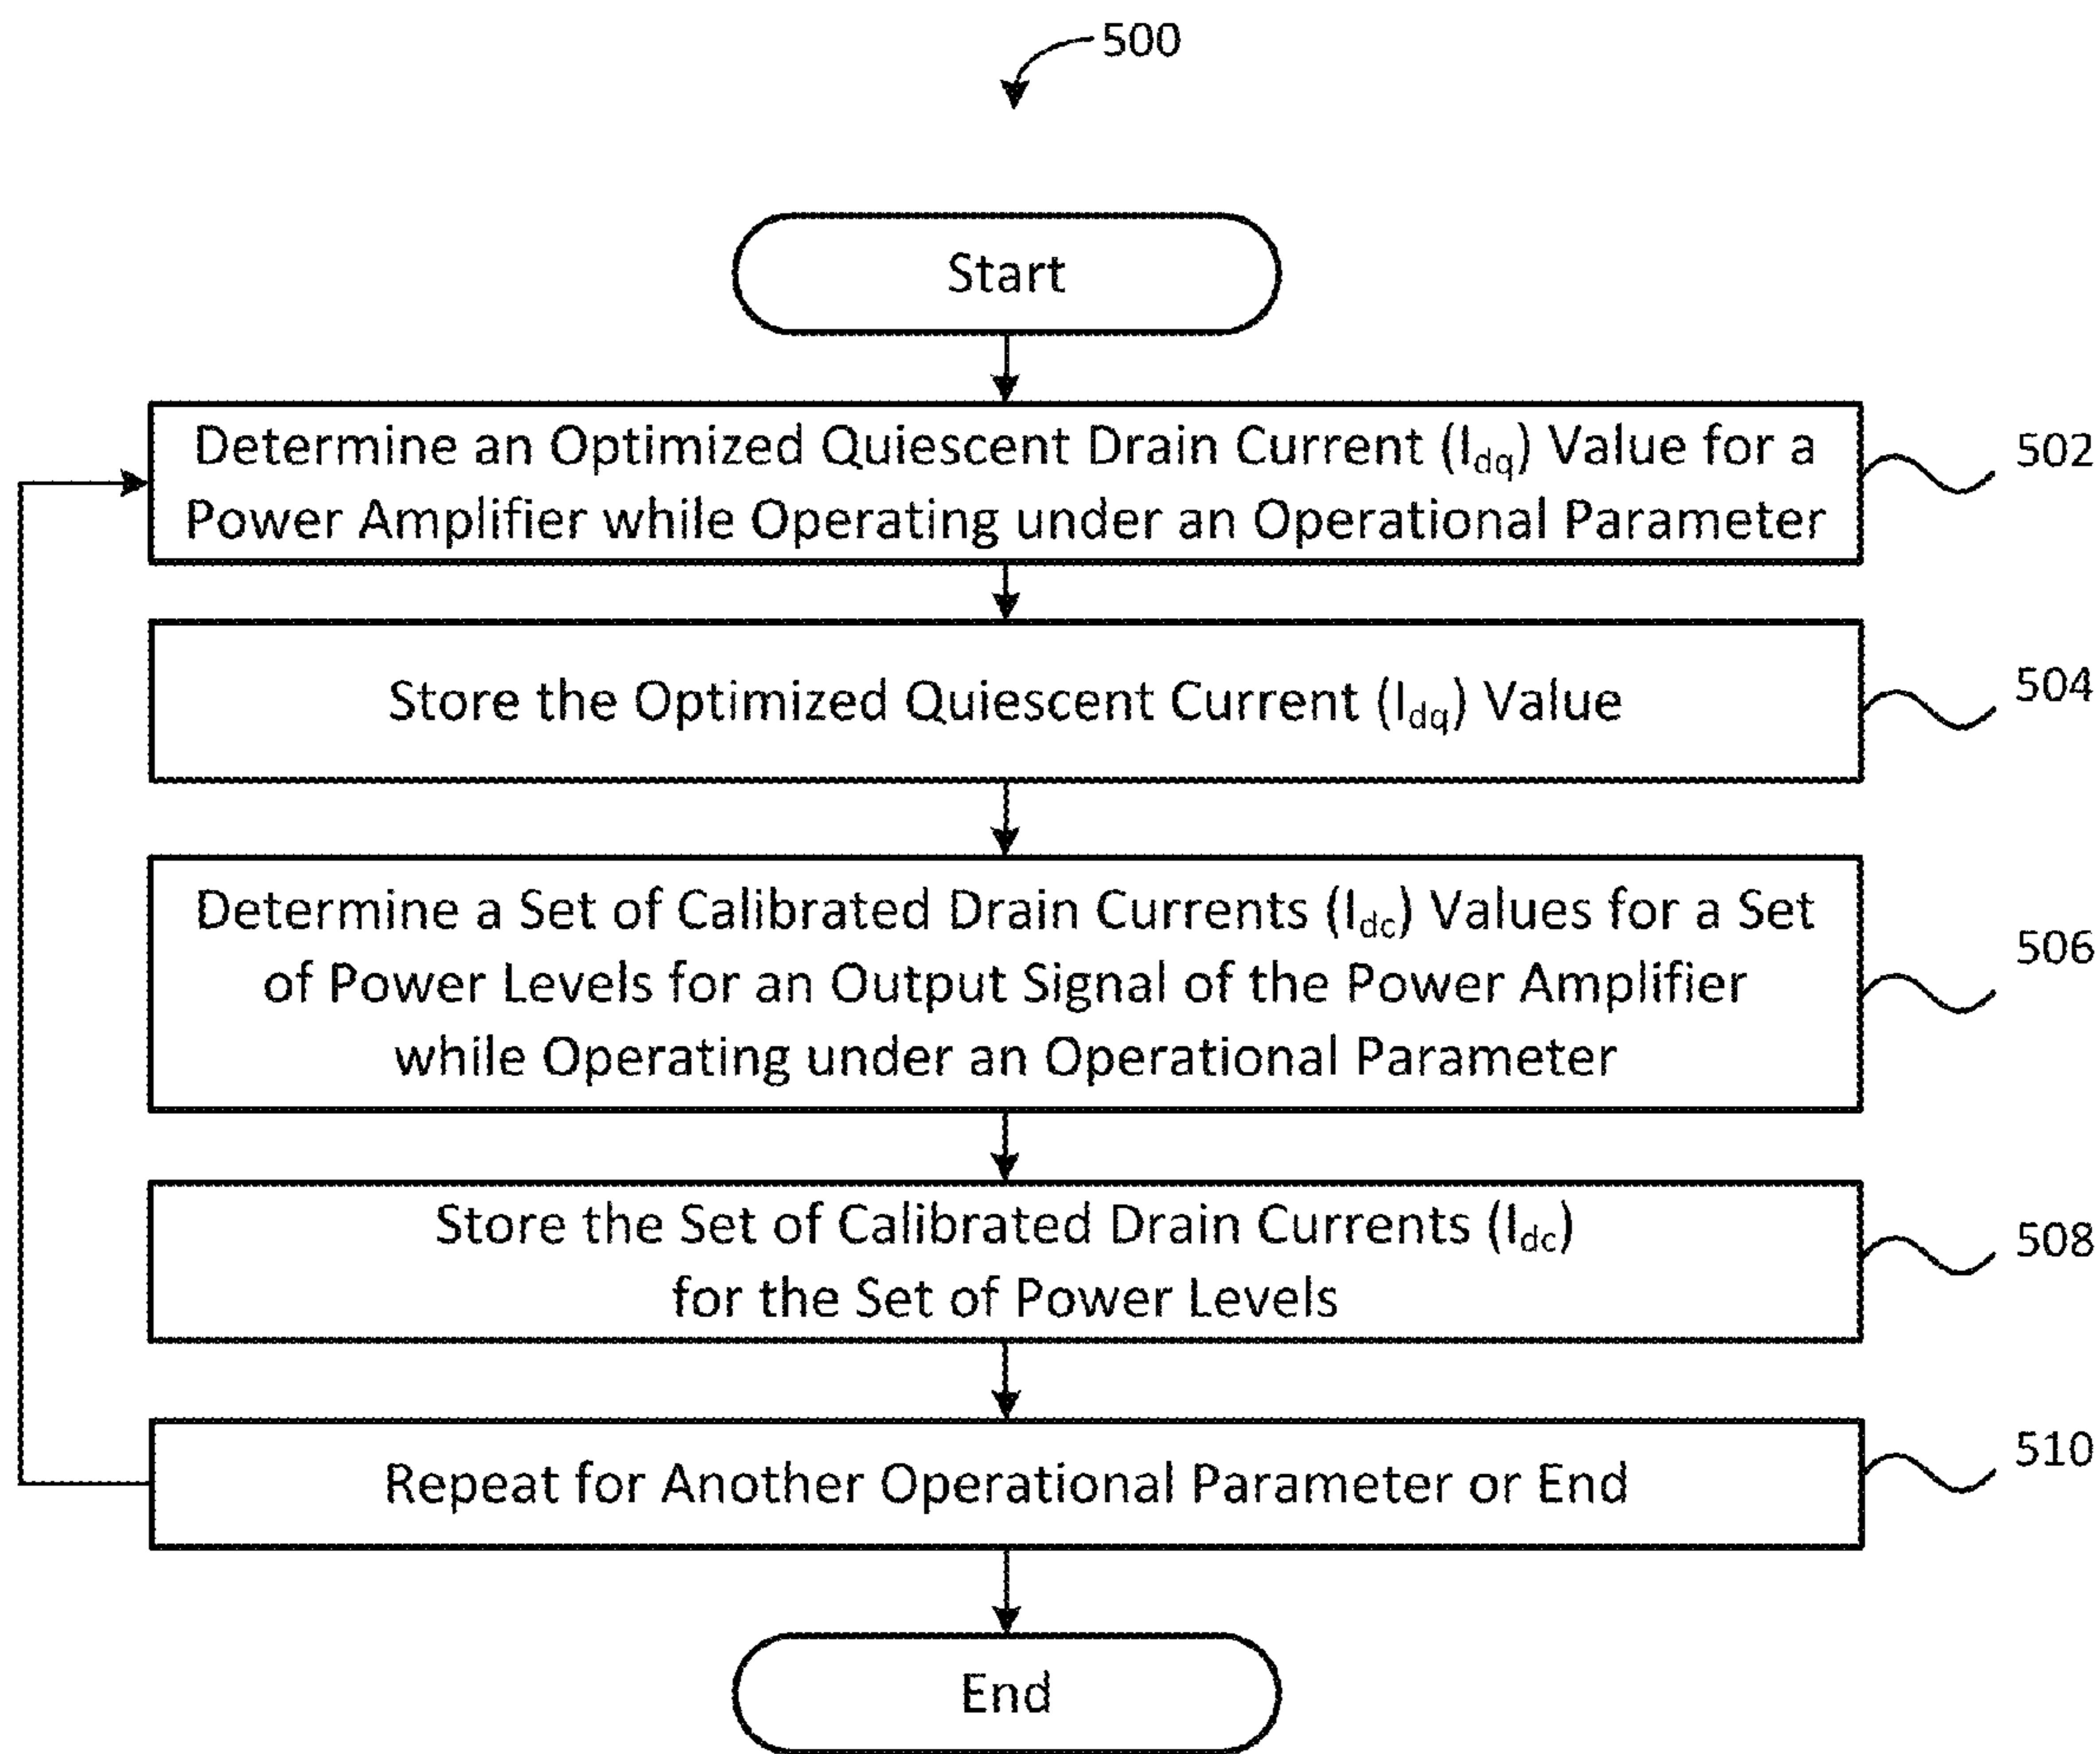 500
Start
Determine an Optimized Quiescent Drain Current (Idq) Value for a
Power Amplifier while Operating under an Operational Parameter
502
Store the Optimized Quiescent Current (Idq) Value
504
Determine a Set of Calibrated Drain Currents (Idc) Values for a Set
of Power Levels for an Output Signal of the Power Amplifier
while Operating under an Operational Parameter
506
Store the Set of Calibrated Drain Currents (Idc)
for the Set of Power Levels
508
Repeat for Another Operational Parameter or End
510
End